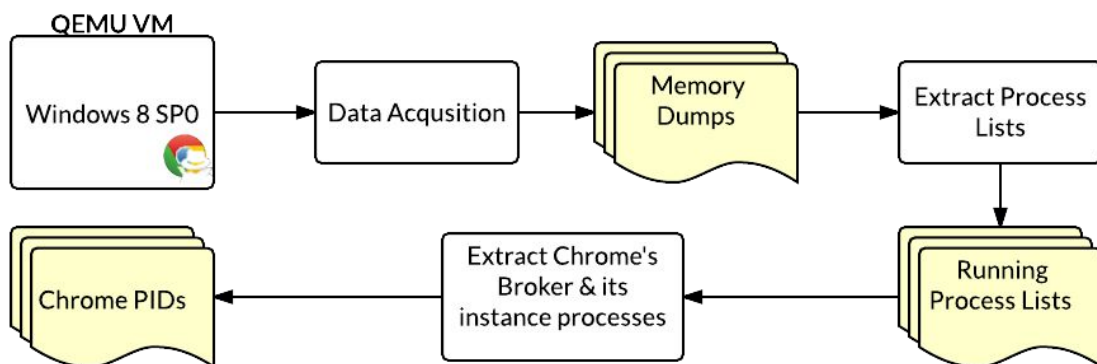 QEMU VM
Windows 8 SP0
Data Acqusition
Memory
Dumps
Extract Process
Lists
Running
Process Lists
Extract Chrome's
Broker & its
instance processes
Chrome PIDs